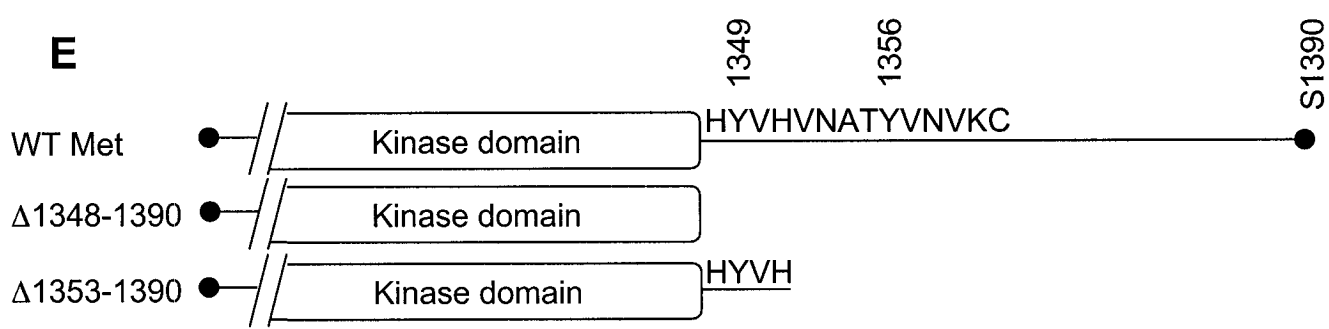 E
1349
1356
S1390
WT Met
Kinase domain
HYVHVNATYVNVKC
Δ1348-1390
Kinase domain
Δ1353-1390
Kinase domain
HYVH